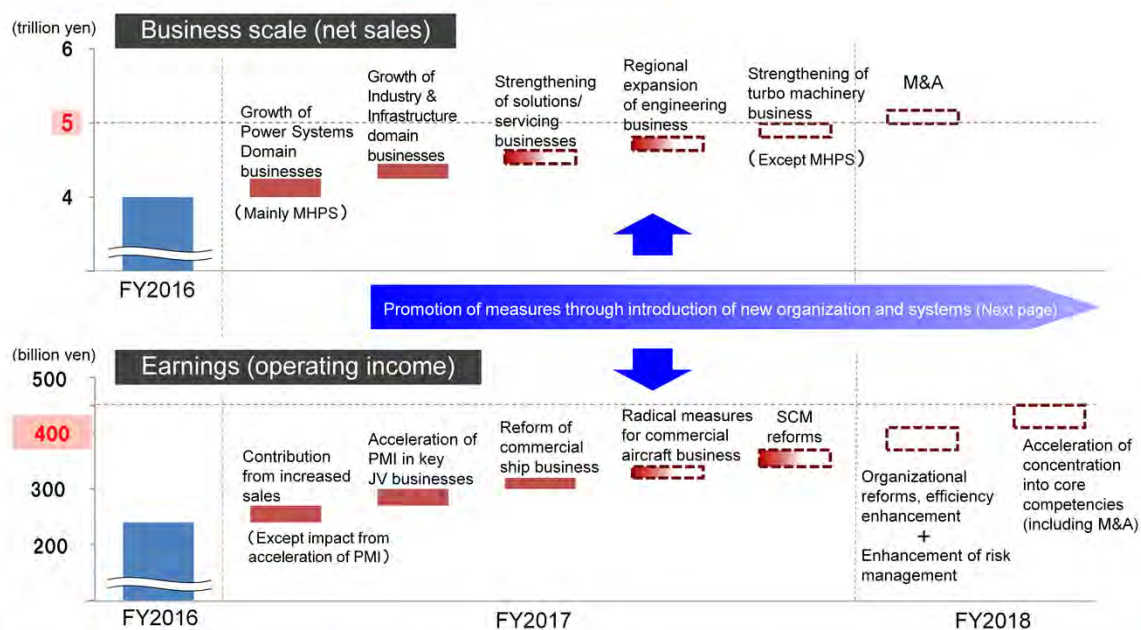 (trillion yen)
Business scale (net sales)
6
5
4
Growth of
Power Systems
Domain
businesses
(Mainly MHPS)
Growth of
Industry &
Infrastructure
domain
businesses
Strengthening
of solutions/
servicing
businesses
Regional
expansion
of engineering
business
Strengthening of
turbo machinery
business
(Except MHPS)
M&A
FY2016
Promotion of measures through introduction of new organization and systems (Next page)
(billion yen)
Earnings (operating income)
500
400
300
200
Contribution
from increased
sales
(Except impact from
acceleration of PMI)
Acceleration of
PMI in key
JV businesses
Reform of
commercial
ship business
Radical measures
for commercial
aircraft business
SCM
reforms
Organizational
reforms, efficiency
enhancement
+
Enhancement of risk
management
Acceleration of
concentration
into core
competencies
(including M&A)
FY2016
FY2017
FY2018